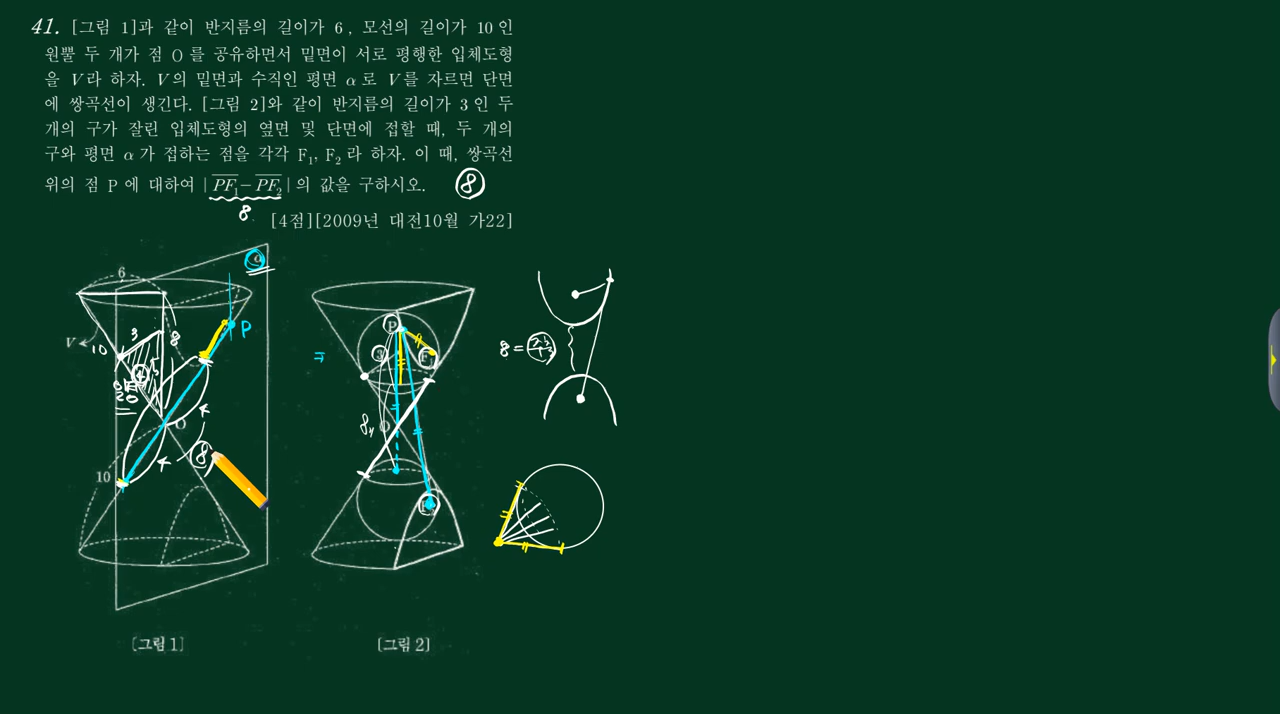 41. [그림 1]과 같이 반지름의 길이가 6, 모선의 길이가 10인
원뿔 두 개가 점 O를 공유하면서 밑면이 서로 평행한 입체도형
을 V라 하자. V의 밑면과 수직인 평면 α로 V를 자르면 단면
에 쌍곡선이 생긴다. [그림 2]와 같이 반지름의 길이가 3인 두
개의 구가 잘린 입체도형의 옆면 및 단면에 접할 때, 두 개의
구와 평면 α가 접하는 점을 각각 F₁, F₂라 하자. 이 때, 쌍곡선
위의 점 P에 대하여 |PF₁−PF₂|의 값을 구하시오. 8
8
[4점][2009년 대전10월 가22]
6
α
3
8
P
V
10
4
O
4
4
8
10
P
F
8
O
F
8=
[그림 1]
[그림 2]